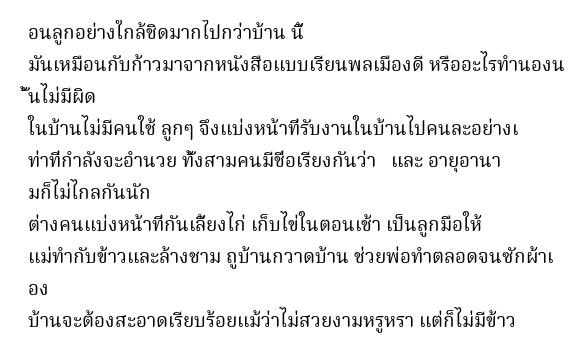 อนลูกอย่างใกล้ชิดมากไปกว่าบ้าน นี้
มันเหมือนกับก้าวมาจากหนังสือแบบเรียนพลเมืองดี หรืออะไรทำนองน
ั้นไม่มีผิด
ในบ้านไม่มีคนใช้ ลูกๆ จึงแบ่งหน้าที่รับงานในบ้านไปคนละอย่างเ
ท่าที่กำลังจะอำนวย ทั้งสามคนมีชื่อเรียงกันว่า และ อายุอานา
มก็ไม่ไกลกันนัก
ต่างคนแบ่งหน้าที่กันเลี้ยงไก่ เก็บไข่ในตอนเช้า เป็นลูกมือให้
แม่ทำกับข้าวและล้างชาม ถูบ้านกวาดบ้าน ช่วยพ่อทำตลอดจนซักผ้าเ
อง
บ้านจะต้องสะอาดเรียบร้อยแม้ว่าไม่สวยงามหรูหรา แต่ก็ไม่มีข้าว